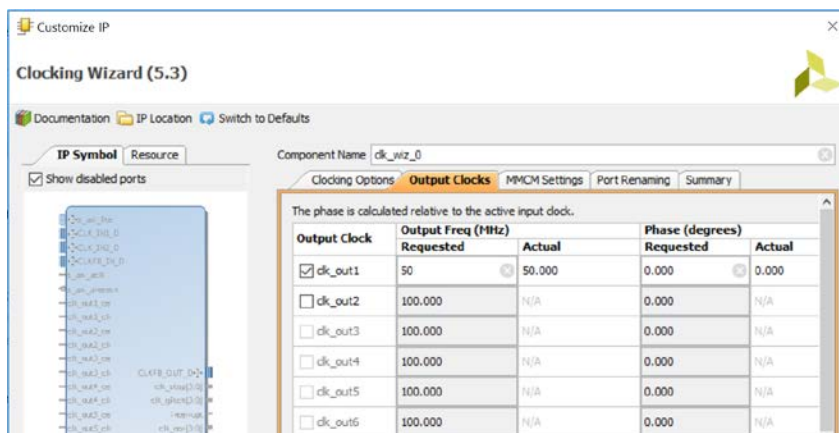 Customize IP
Clocking Wizard (5.3)
Documentation IP Location Switch to Defaults
IP Symbol Resource
Show disabled ports
Component Name clk_wiz_0
Clocking Options Output Clocks MMCM Settings Port Renaming Summary
The phase is calculated relative to the active input clock.
Output Clock Output Freq (MHz) Phase (degrees)
Requested Actual Requested Actual
clk_out1 50 50.000 0.000 0.000
clk_out2 100.000 N/A 0.000 N/A
clk_out3 100.000 N/A 0.000 N/A
clk_out4 100.000 N/A 0.000 N/A
clk_out5 100.000 N/A 0.000 N/A
clk_out6 100.000 N/A 0.000 N/A